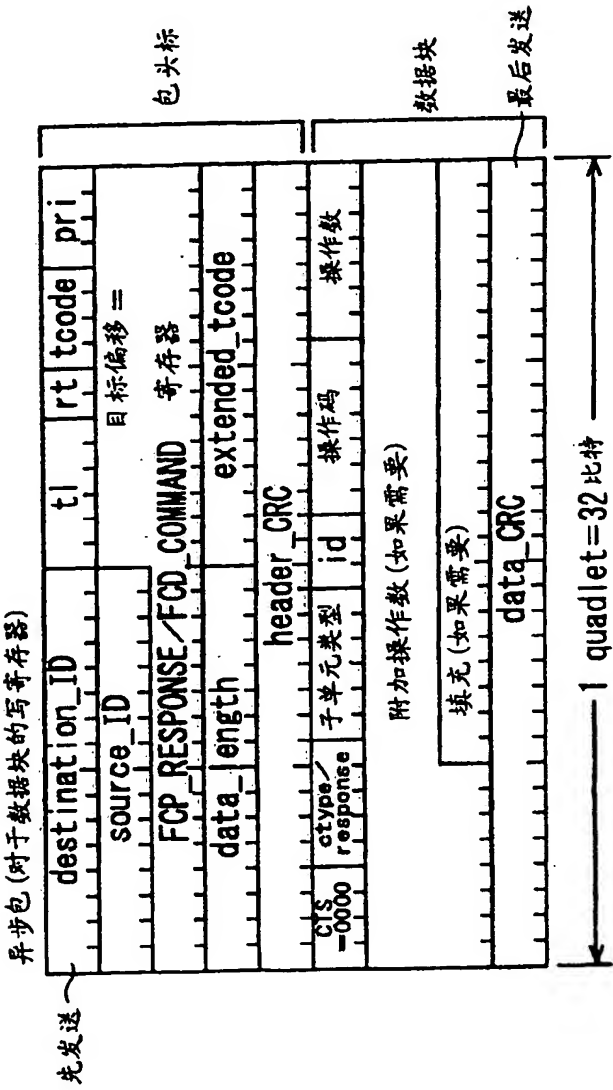 异步包(对于数据块的写寄存器)
先发送
destination_ID
tl
rt
tcode
pri
source_ID
目标偏移=
FCP_RESPONSE/FCD_COMMAND 寄存器
data_length
extended_tcode
header_CRC
包头标
CTS
=0000
ctype/
response
子单元类型
id
操作码
操作数
附加操作数(如果需要)
填充(如果需要)
data_CRC
数据块
最后发送
1 quadlet=32比特